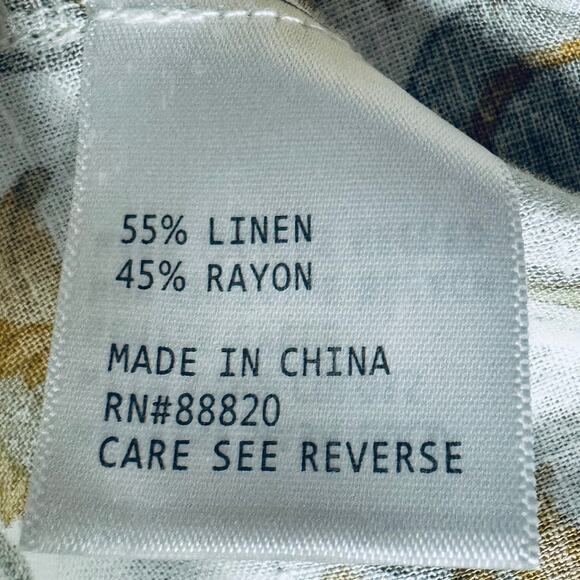 55% LINEN
45% RAYON
MADE IN CHINA
RN#88820
CARE SEE REVERSE